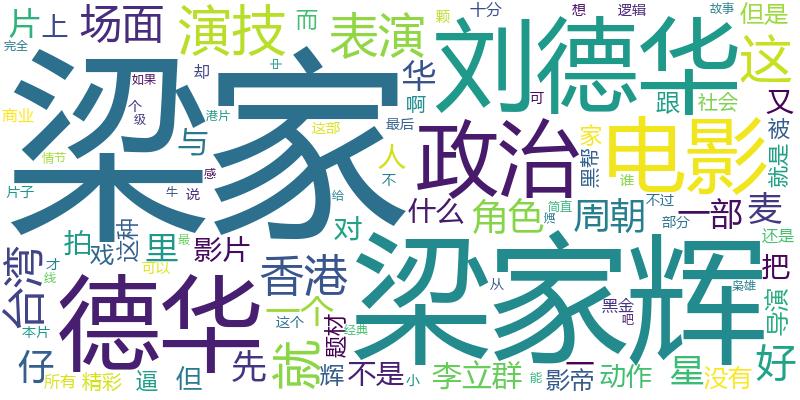 片 上 场面 演技 而 表演 颗 十分 想 逻辑 故事 但是
完全 却 毌 如果 华 刘德华 这
梁家 商业 个 级 与 港片 感 啊 可 跟 社会 又
这部 最后 政治 电影 被
情节 人 家 黑帮 谁 就是
片子 牛 说 给 不 什么 角色 演 简直 周朝 不过 部分 一部 麦
台湾 拍 戏 这种 里 最 影片 对 还是
才 线 德华 可以 香港 梁家辉 从 枭雄 把
一个 这个 黑金 吧 导演
本片 仔 就 经典 题材
所有 精彩 逼 但 先 辉 不是 小 李立群 能 影帝 一 动作 星 没有 好